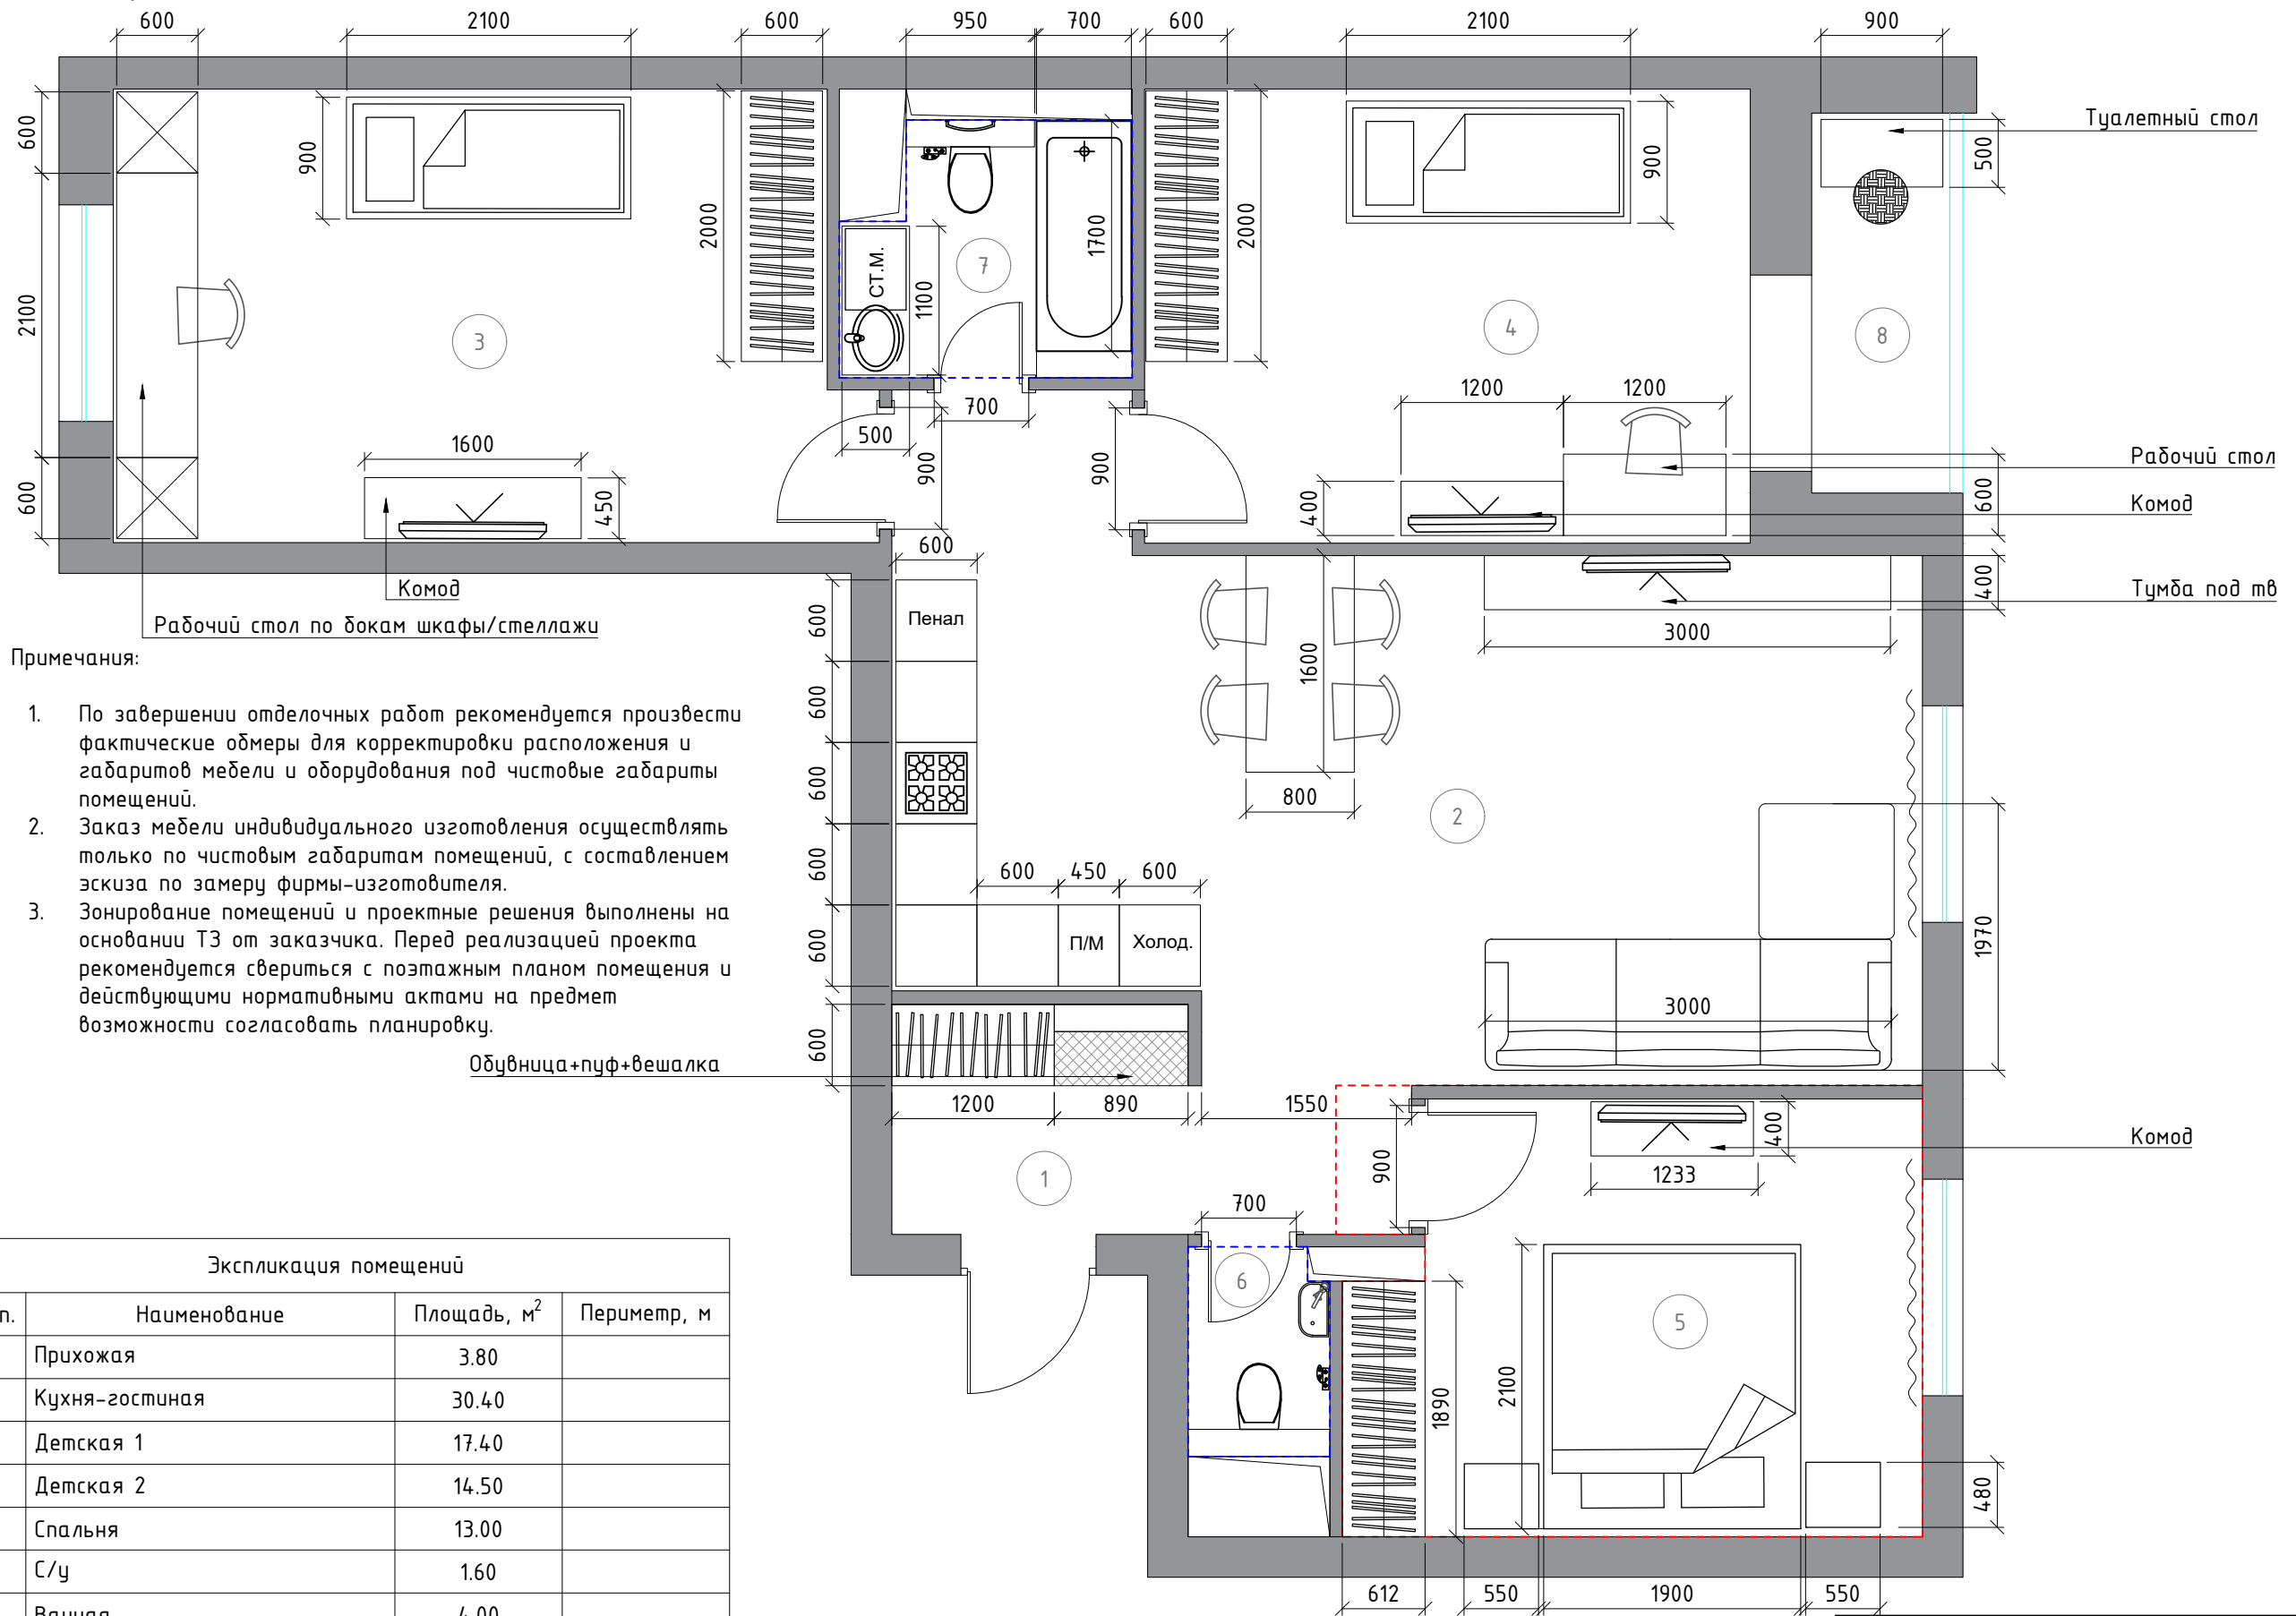 600
2100
600
950
700
600
2100
900
600
2100
600
900
2000
1700
2000
900
500
Туалетный стол
СТ.М.
1100
7
3
4
8
1600
450
500
700
900
900
1200
1200
400
600
Рабочий стол
Комод
Комод
Рабочий стол по бокам шкафы/стеллажи
600
400
Тумба под тв
3000
Пенал
600
600
600
600
600
600
1600
800
2
600
450
600
П/М
Холод.
3000
1970
Примечания:
1. По завершении отделочных работ рекомендуется произвести
фактические обмеры для корректировки расположения и
габаритов мебели и оборудования под чистовые габариты
помещений.
2. Заказ мебели индивидуального изготовления осуществлять
только по чистовым габаритам помещений, с составлением
эскиза по замеру фирмы-изготовителя.
3. Зонирование помещений и проектные решения выполнены на
основании ТЗ от заказчика. Перед реализацией проекта
рекомендуется свериться с поэтажным планом помещения и
действующими нормативными актами на предмет
возможности согласовать планировку.
Обувница+пуф+вешалка
1200
890
1550
900
400
1233
Комод
1
700
6
5
1890
2100
480
612
550
1900
550
Экспликация помещений
п. Наименование Площадь, м² Периметр, м
Прихожая 3.80
Кухня-гостиная 30.40
Детская 1 17.40
Детская 2 14.50
Спальня 13.00
С/у 1.60
Ванная 4.00